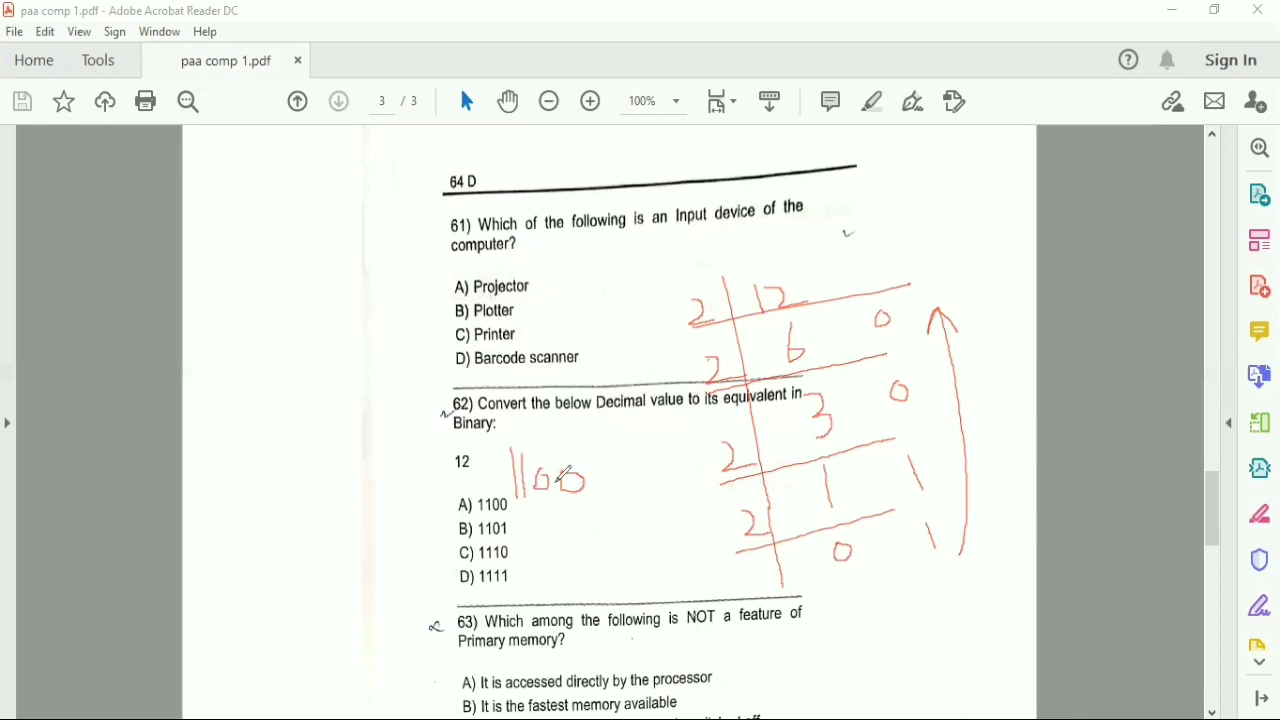 paa comp 1.pdf - Adobe Acrobat Reader DC
File Edit View Sign Window Help
Home Tools paa comp 1.pdf × Sign In
3 / 3 100%
64 D
61) Which of the following is an Input device of the
computer?
A) Projector
B) Plotter
C) Printer
D) Barcode scanner
2 12
2 6 0
2 3 0
2 1 1
0 1
62) Convert the below Decimal value to its equivalent in
Binary:
12
1100
A) 1100
B) 1101
C) 1110
D) 1111
63) Which among the following is NOT a feature of
Primary memory?
A) It is accessed directly by the processor
B) It is the fastest memory available